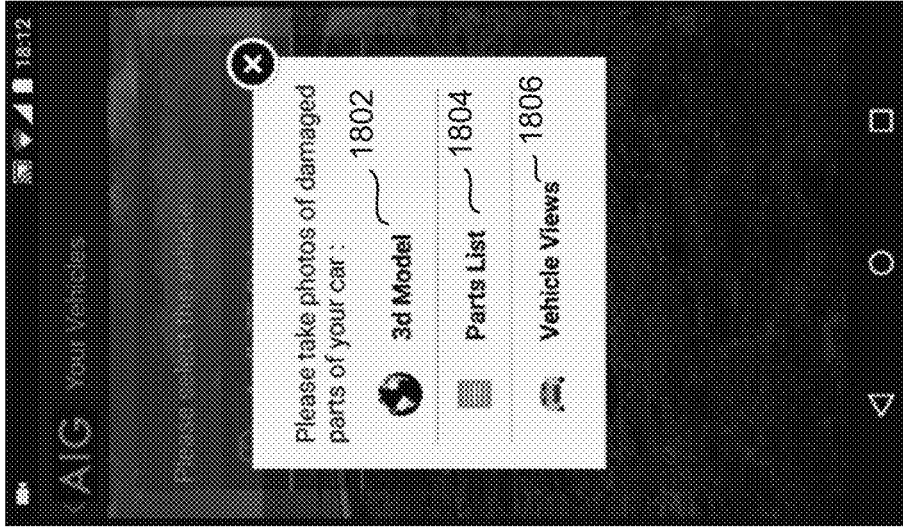 18:12
AIG Your Vehicles
Please take photos of damaged
parts of your car :
3d Model 1802
Parts List 1804
Vehicle Views 1806